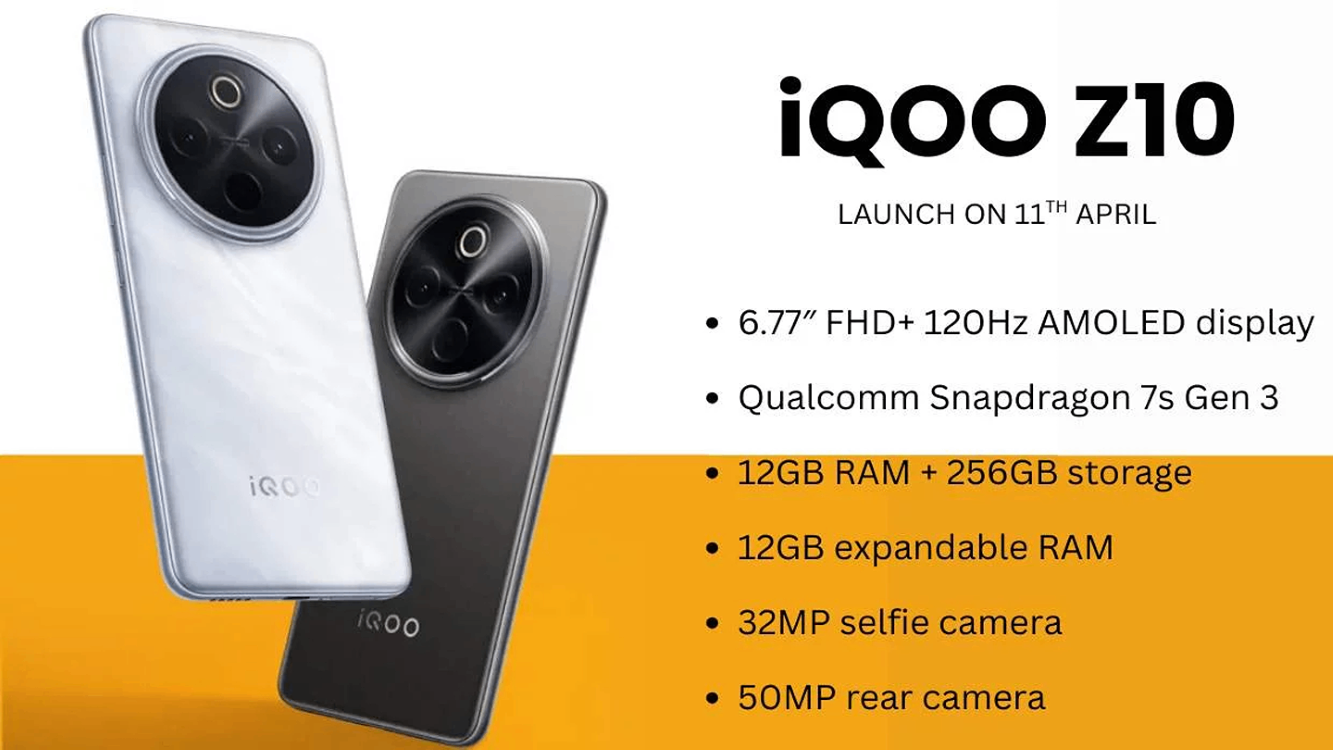 iQOO Z10
LAUNCH ON 11TH APRIL
• 6.77″ FHD+ 120Hz AMOLED display
• Qualcomm Snapdragon 7s Gen 3
• 12GB RAM + 256GB storage
• 12GB expandable RAM
• 32MP selfie camera
• 50MP rear camera
iQOO
iQOO